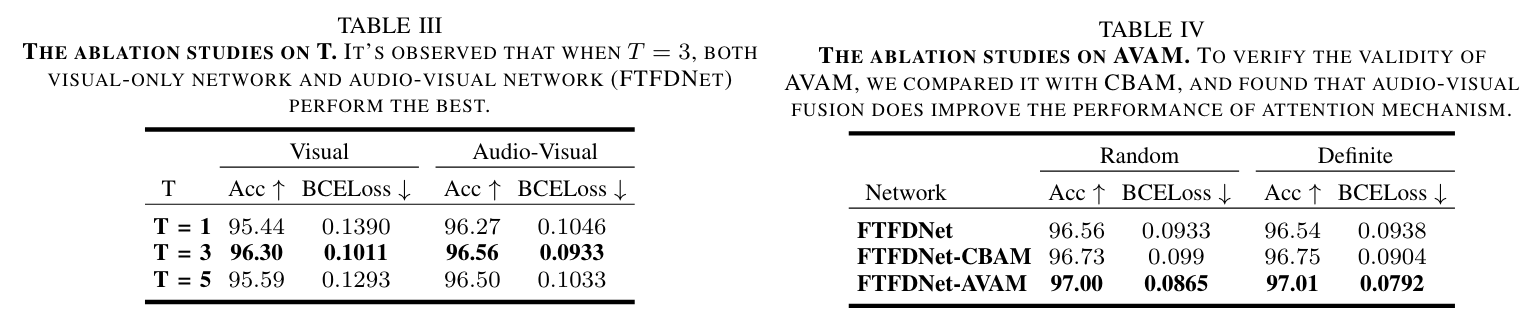 TABLE III
THE ABLATION STUDIES ON T. IT'S OBSERVED THAT WHEN T = 3, BOTH
VISUAL-ONLY NETWORK AND AUDIO-VISUAL NETWORK (FTFDNET)
PERFORM THE BEST.
Visual Audio-Visual
T Acc ↑ BCELoss ↓ Acc ↑ BCELoss ↓
T = 1 95.44 0.1390 96.27 0.1046
T = 3 96.30 0.1011 96.56 0.0933
T = 5 95.59 0.1293 96.50 0.1033
TABLE IV
THE ABLATION STUDIES ON AVAM. TO VERIFY THE VALIDITY OF
AVAM, WE COMPARED IT WITH CBAM, AND FOUND THAT AUDIO-VISUAL
FUSION DOES IMPROVE THE PERFORMANCE OF ATTENTION MECHANISM.
Random Definite
Network Acc ↑ BCELoss ↓ Acc ↑ BCELoss ↓
FTFDNet 96.56 0.0933 96.54 0.0938
FTFDNet-CBAM 96.73 0.099 96.75 0.0904
FTFDNet-AVAM 97.00 0.0865 97.01 0.0792